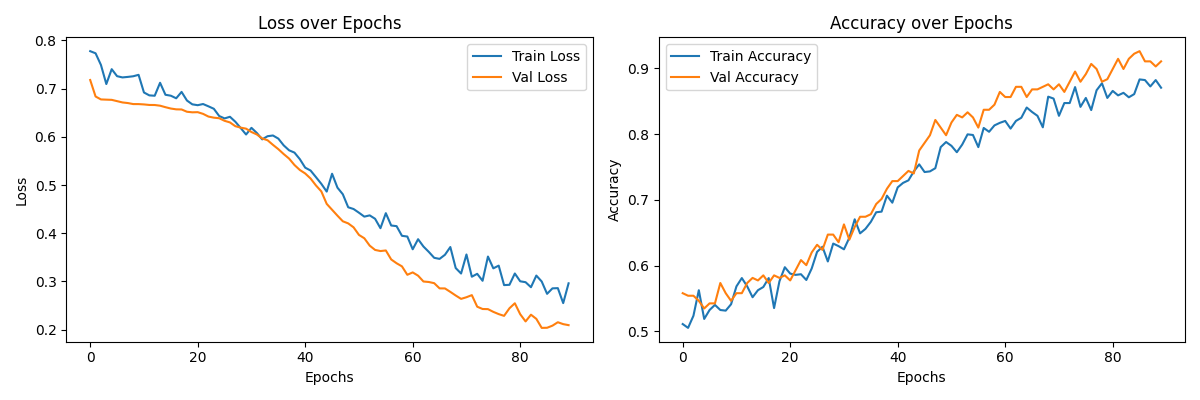 Loss over Epochs
0.8
0.7
0.6
0.5
0.4
0.3
0.2
Loss
0
20
40
60
80
Epochs
Train Loss
Val Loss
Accuracy over Epochs
0.9
0.8
0.7
0.6
0.5
Accuracy
0
20
40
60
80
Epochs
Train Accuracy
Val Accuracy